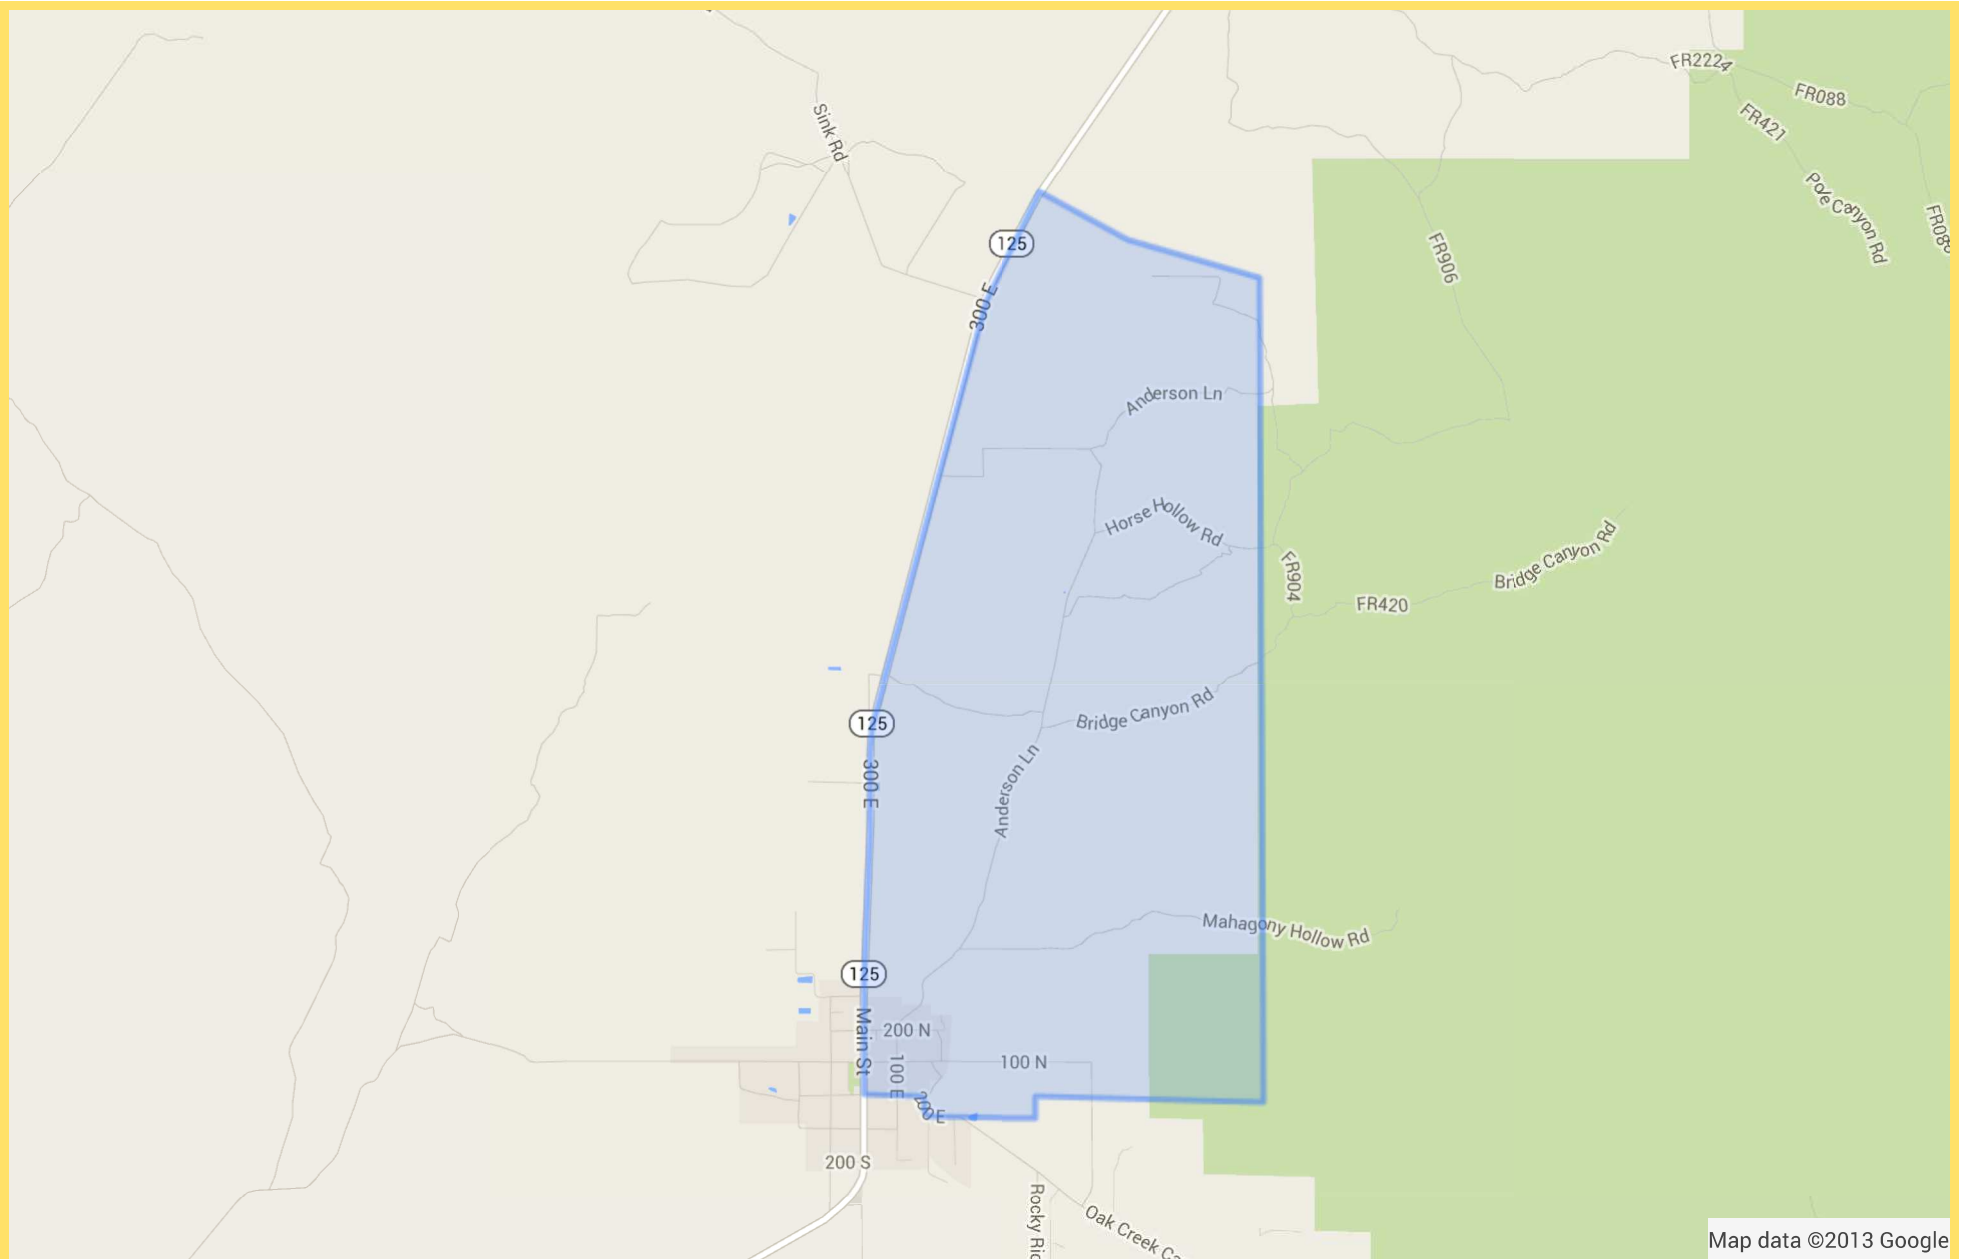 FR2224
FR088
FR421
Sink Rd
Pole Canyon Rd
FR088
125
FR906
300 E
Anderson Ln
Horse Hollow Rd
Bridge Canyon Rd
FR904
FR420
Bridge Canyon Rd
125
300 E
Anderson Ln
Mahagony Hollow Rd
125
Main St
200 N
100 N
100 E
200 E
200 S
Rocky Ri
Oak Creek Ca
Map data ©2013 Google